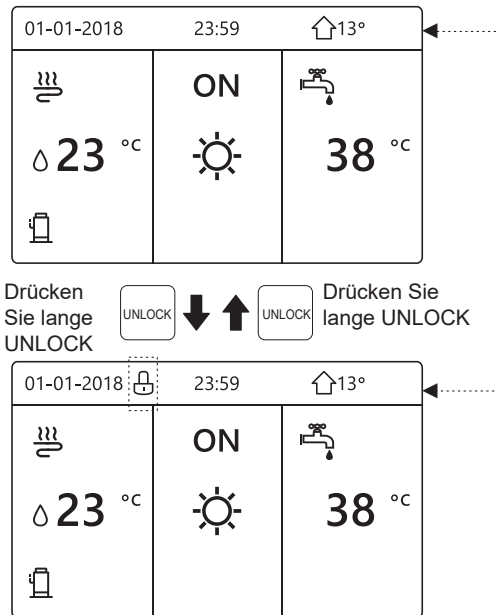 01-01-2018 23:59 13°
ON
23 °C 38 °C
Drücken
Sie lange
UNLOCK
UNLOCK UNLOCK
Drücken Sie
lange UNLOCK
01-01-2018 23:59 13°
ON
23 °C 38 °C